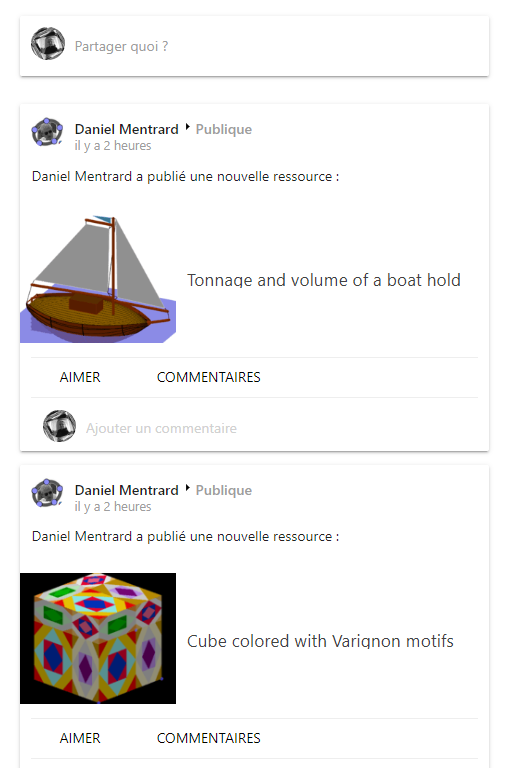 Partager quoi ?
Daniel Mentrard Publique
il y a 2 heures
Daniel Mentrard a publié une nouvelle ressource :
Tonnage and volume of a boat hold
AIMER COMMENTAIRES
Ajouter un commentaire
Daniel Mentrard Publique
il y a 2 heures
Daniel Mentrard a publié une nouvelle ressource :
Cube colored with Varignon motifs
AIMER COMMENTAIRES